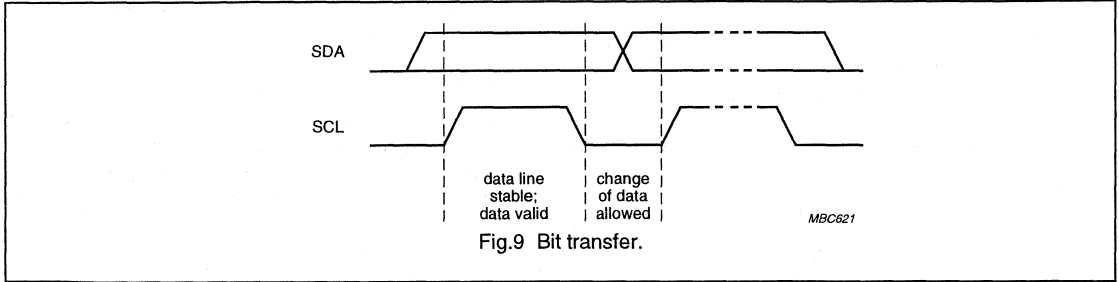 SDA
SCL
data line
stable;
data valid
change
of data
allowed
MBC621
Fig.9 Bit transfer.